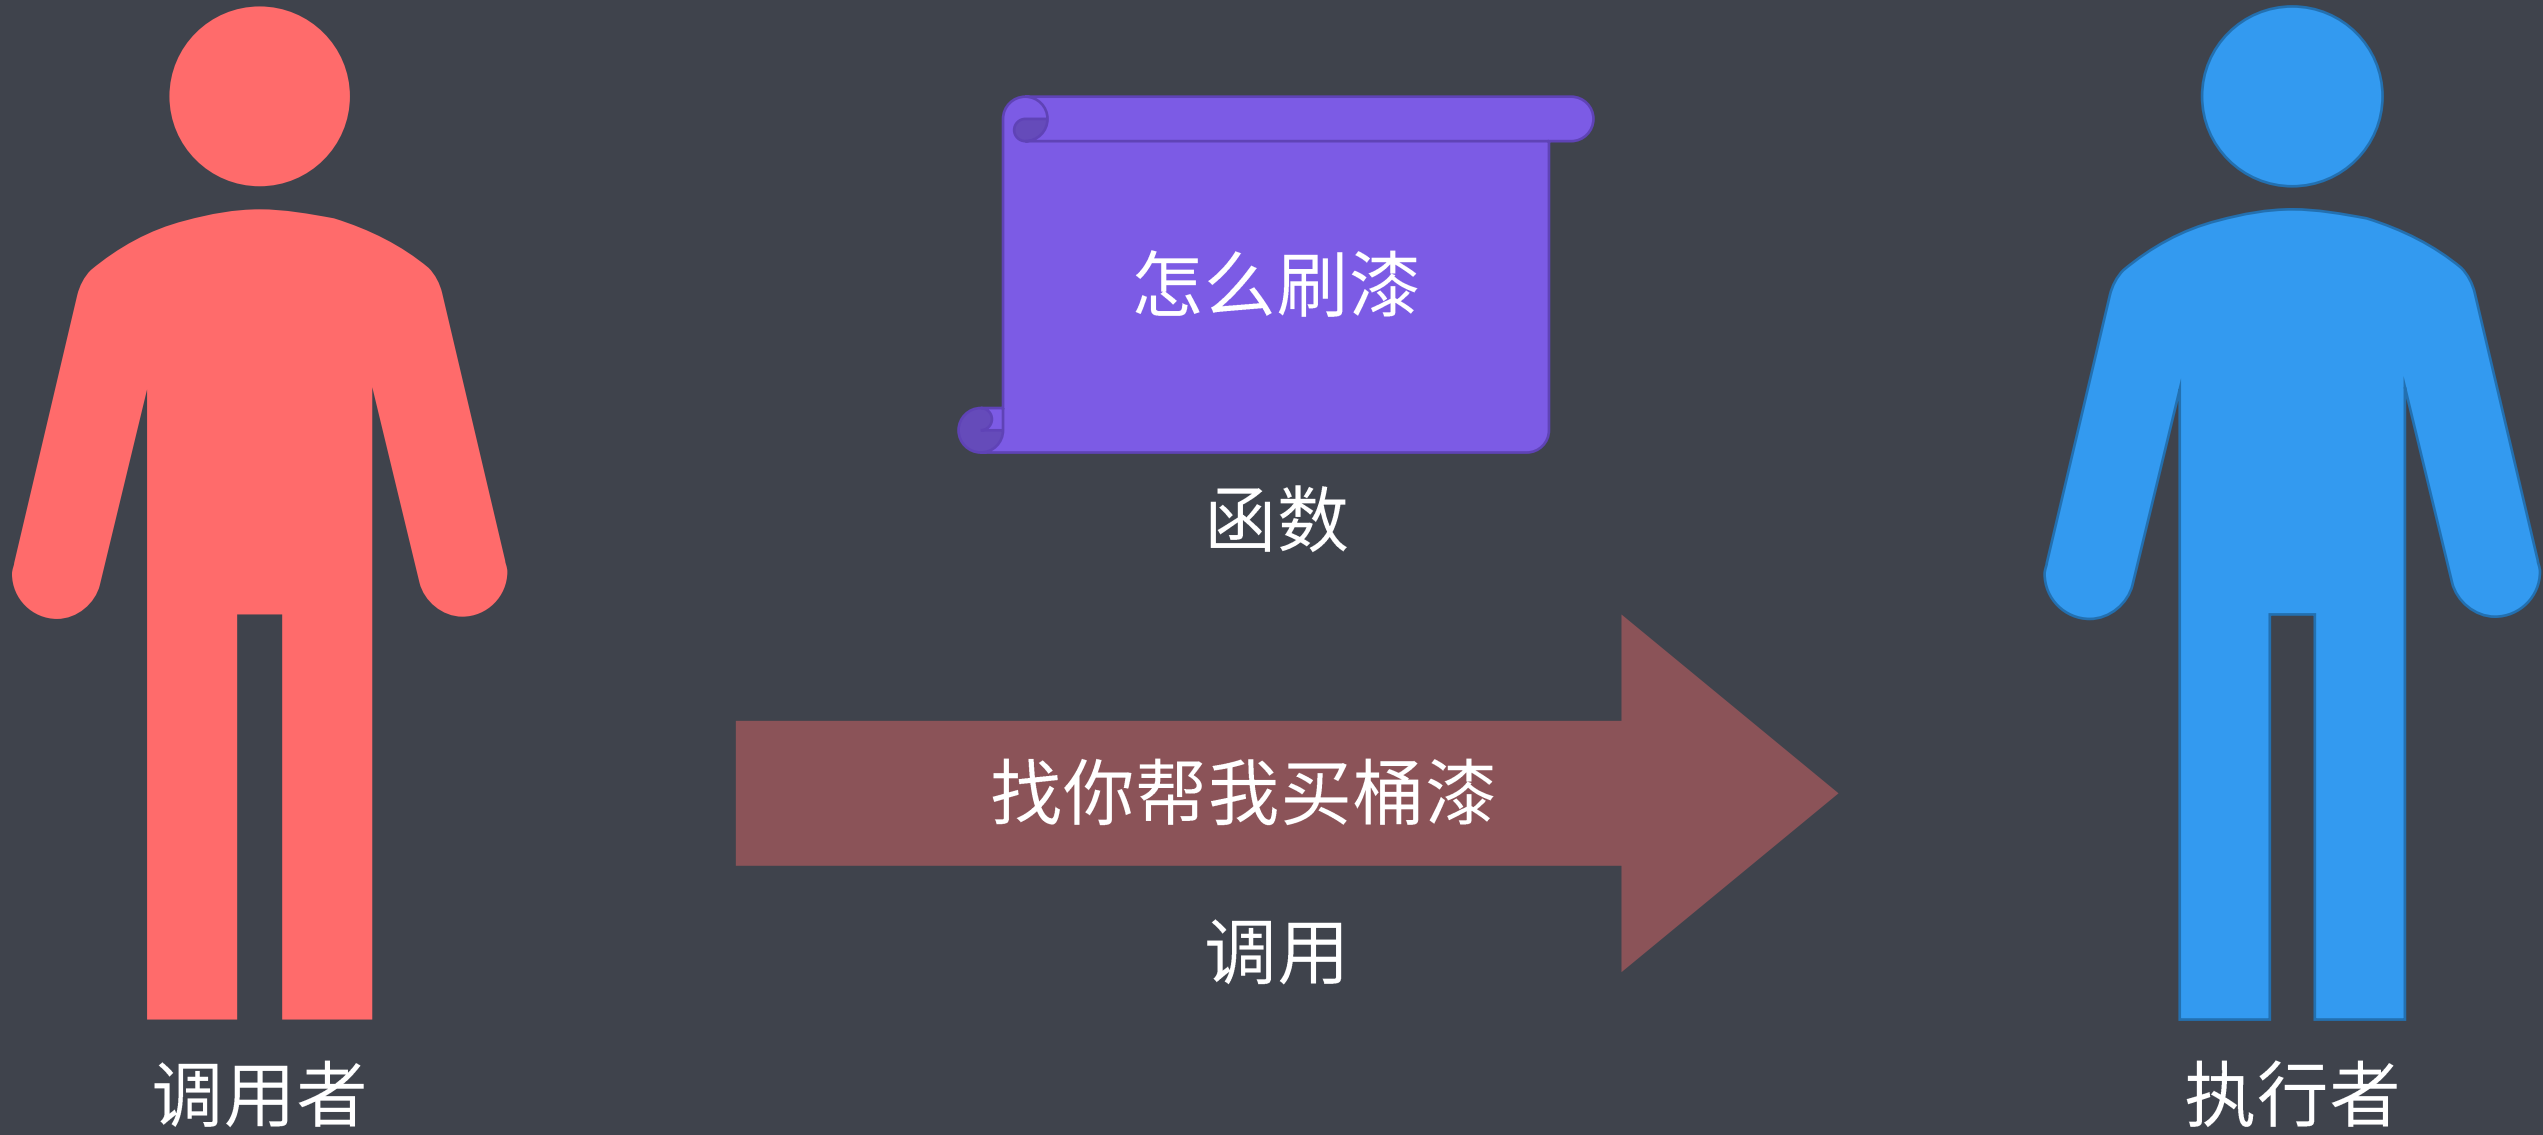 怎么刷漆
函数
找你帮我买桶漆
调用
调用者
执行者